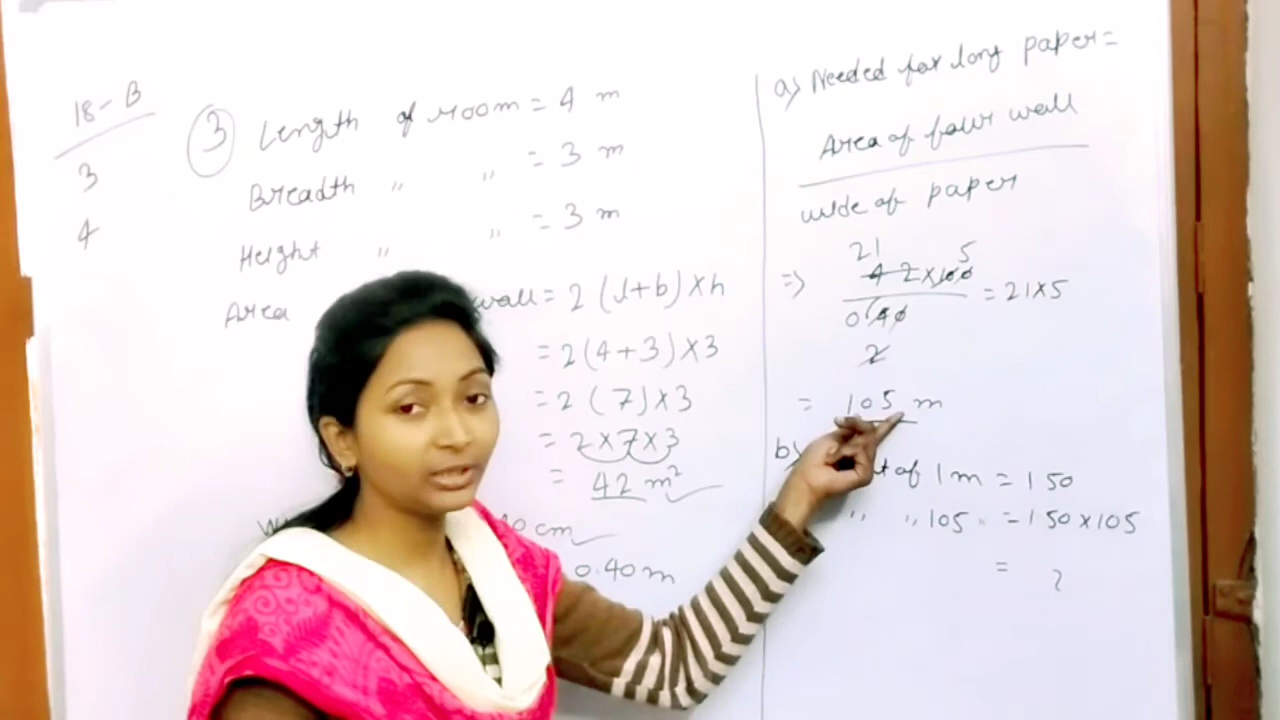 18-B
3
4
3 Length of room = 4 m
Breadth " " = 3 m
Height " " = 3 m
Area wall = 2 (l+b) × h
= 2 (4+3) × 3
= 2 (7) × 3
= 2 × 7 × 3
= 42 m²
cm
0.40 m
a) Needed for long paper =
Area of four wall
wide of paper
21 5
=> 42 × 100 = 21 × 5
0.40
2
= 105 m
b) of 1 m = 150
" " 105 " = 150 × 105
= ?